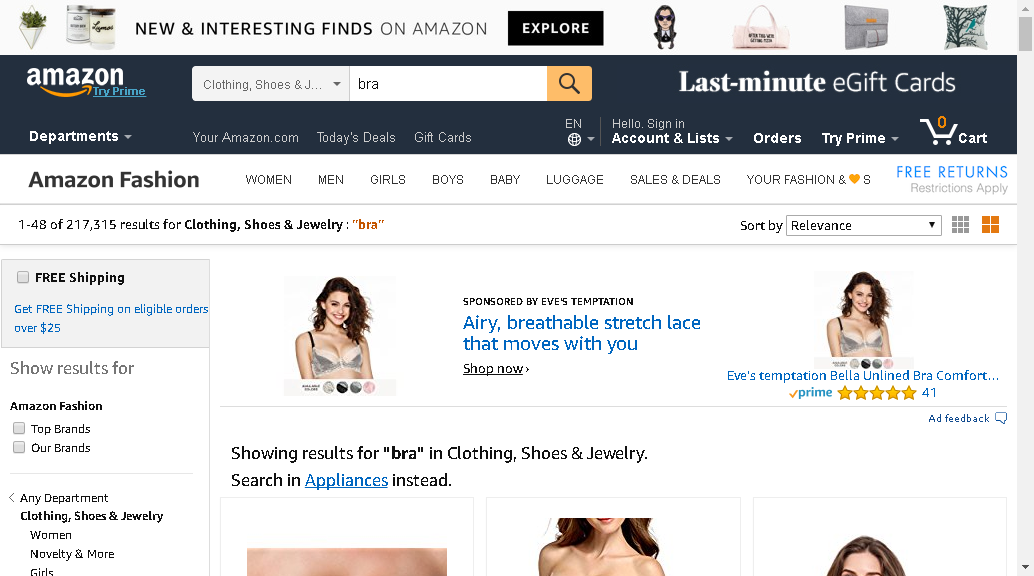 NEW & INTERESTING FINDS ON AMAZON
EXPLORE
amazon
Try Prime
Clothing, Shoes & J...
bra
Last-minute eGift Cards
Departments
Your Amazon.com
Today's Deals
Gift Cards
EN
Hello. Sign in
Account & Lists
Orders
Try Prime
0
Cart
Amazon Fashion
WOMEN
MEN
GIRLS
BOYS
BABY
LUGGAGE
SALES & DEALS
YOUR FASHION & 🧡 S
FREE RETURNS
Restrictions Apply
1-48 of 217,315 results for Clothing, Shoes & Jewelry : "bra"
Sort by
Relevance
FREE Shipping
Get FREE Shipping on eligible orders
over $25
Show results for
Amazon Fashion
Top Brands
Our Brands
Any Department
Clothing, Shoes & Jewelry
Women
Novelty & More
Girls
SPONSORED BY EVE'S TEMPTATION
Airy, breathable stretch lace
that moves with you
Shop now ›
Eve's temptation Bella Unlined Bra Comfort...
prime
41
Ad feedback
Showing results for "bra" in Clothing, Shoes & Jewelry.
Search in Appliances instead.